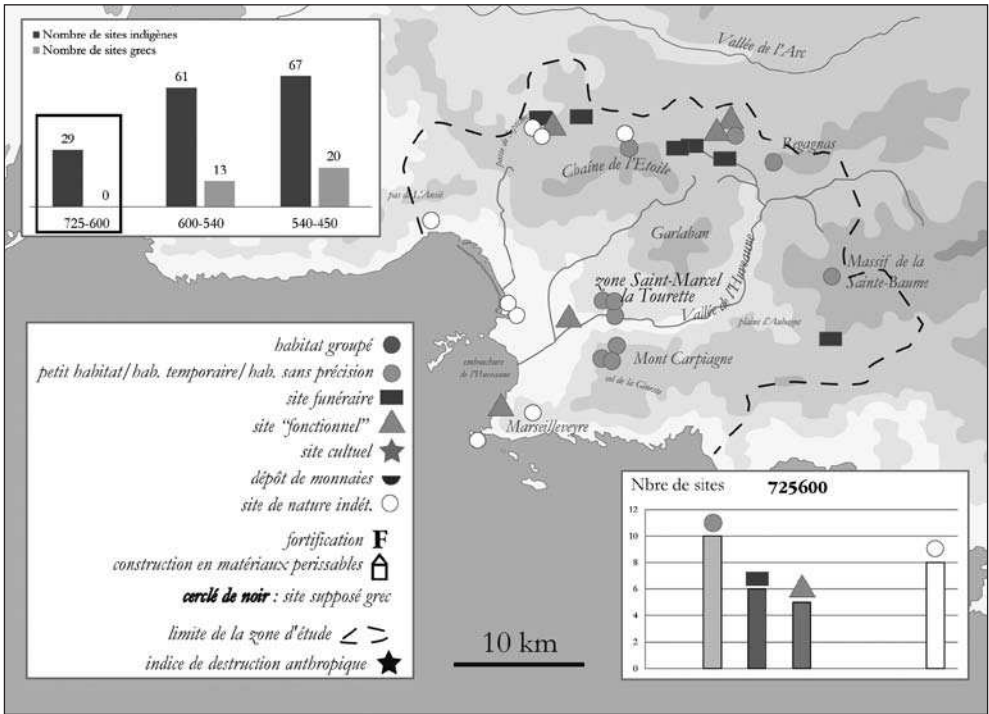 Nombre de sites indigènes
Nombre de sites grecs
29
0
61
13
67
20
725-600
600-540
540-450
Vallée de l'Arc
Chaîne de l'Etoile
Regagnas
pas de L'Assié
Garlaban
Massif de la
Sainte-Baume
zone Saint-Marcel
la Tourette
Vallée de l'Huveaune
plaine d'Aubagne
embouchure
de l'Huveaune
Mont Carpiagne
col de la Gineste
Marseilleveyre
habitat groupé
petit habitat/ hab. temporaire/ hab. sans précision
site funéraire
site "fonctionnel"
site cultuel
dépôt de monnaies
site de nature indét.
fortification F
construction en matériaux perissables
cerclé de noir : site supposé grec
limite de la zone d'étude
indice de destruction anthropique
10 km
Nbre de sites 725600
12
10
8
6
4
2
0